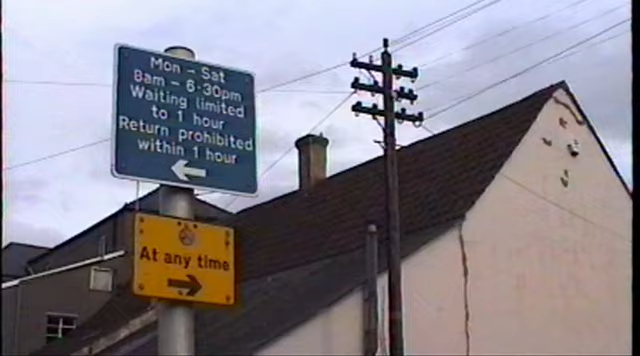 Mon - Sat
8am - 6·30pm
Waiting limited
to 1 hour
Return prohibited
within 1 hour
At any time